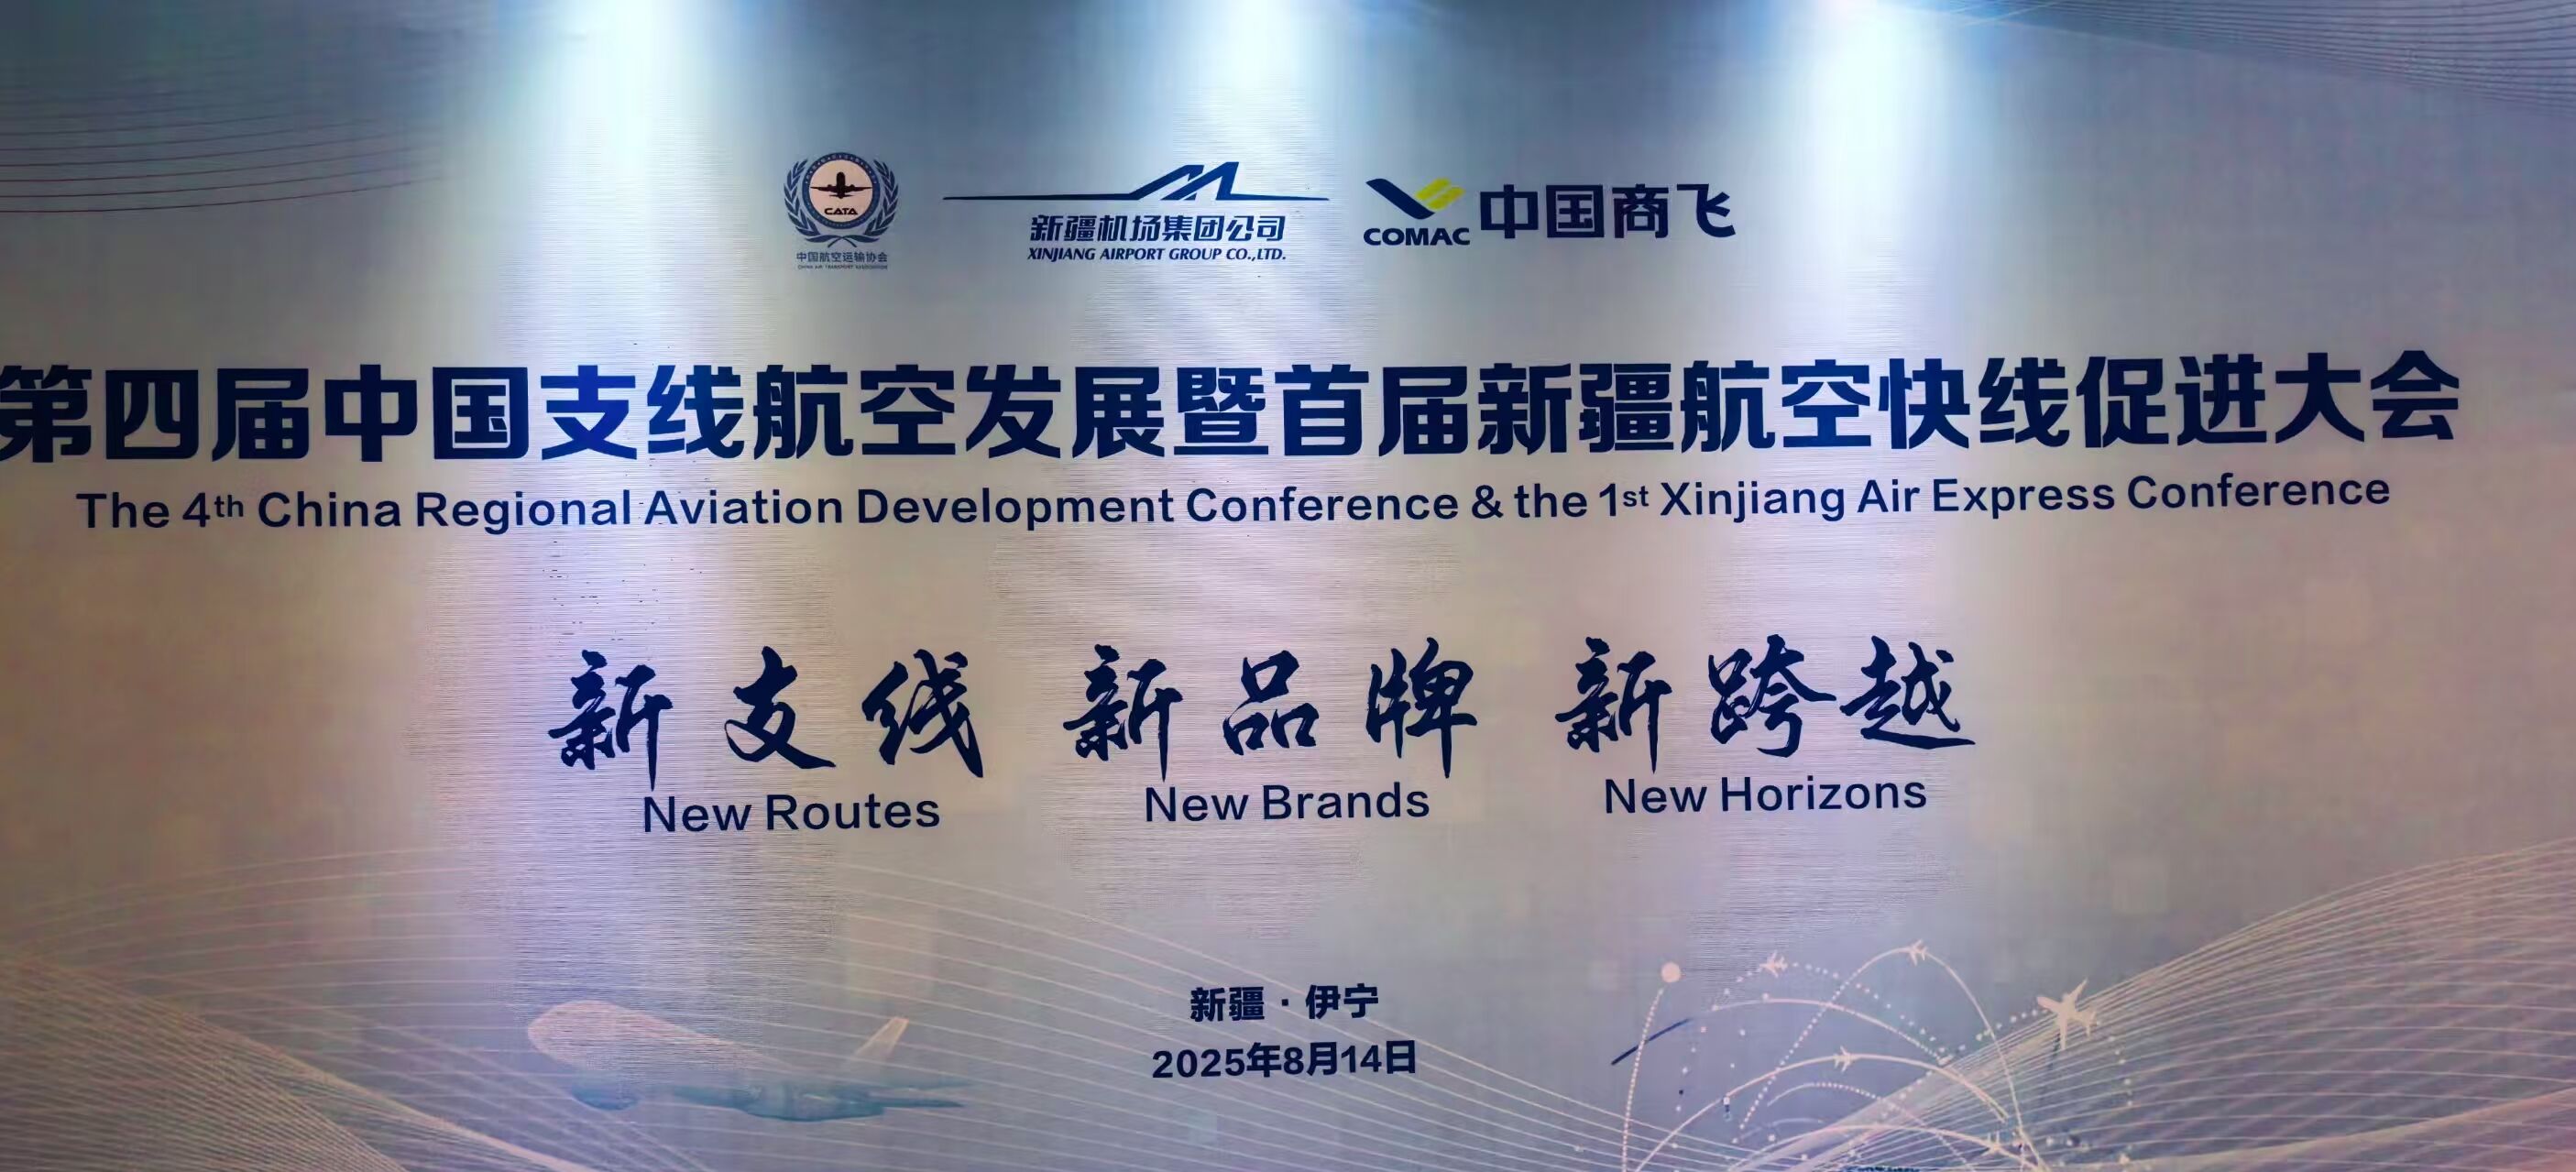 CATA
中国航空运输协会
CHINA AIR TRANSPORT ASSOCIATION
新疆机场集团公司
XINJIANG AIRPORT GROUP CO.,LTD.
COMAC 中国商飞
第四届中国支线航空发展暨首届新疆航空快线促进大会
The 4th China Regional Aviation Development Conference & the 1st Xinjiang Air Express Conference
新支线 新品牌 新跨越
New Routes New Brands New Horizons
新疆·伊宁
2025年8月14日